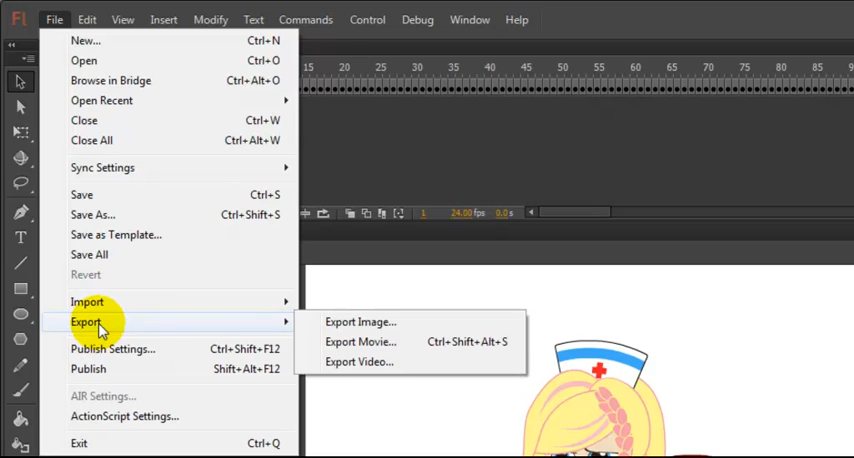 Fl File Edit View Insert Modify Text Commands Control Debug Window Help
New... Ctrl+N
Open Ctrl+O
Browse in Bridge Ctrl+Alt+O
Open Recent
Close Ctrl+W
Close All Ctrl+Alt+W
Sync Settings
Save Ctrl+S
Save As... Ctrl+Shift+S
Save as Template...
Save All
Revert
Import
Export
Publish Settings... Ctrl+Shift+F12
Publish Shift+Alt+F12
AIR Settings...
ActionScript Settings...
Exit Ctrl+Q
Export Image...
Export Movie... Ctrl+Shift+Alt+S
Export Video...
15 20 25 30 35 40 45 50 55 60 65 70 75 80 85 9
1 24.00 fps 0.0 s
T